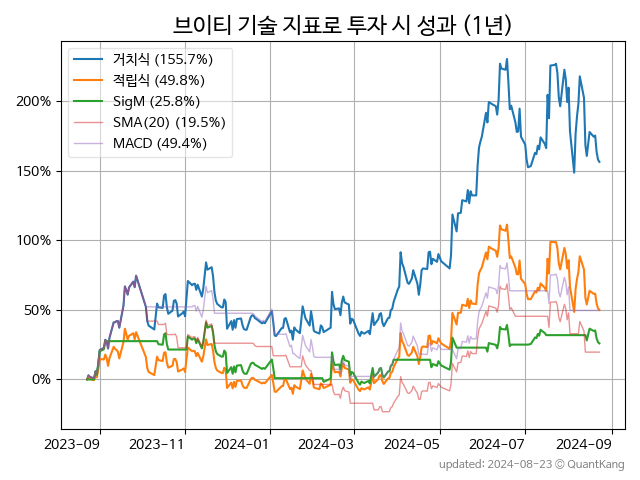 브이티 기술 지표로 투자 시 성과 (1년)
거치식 (155.7%)
적립식 (49.8%)
SigM (25.8%)
SMA(20) (19.5%)
MACD (49.4%)
200%
150%
100%
50%
0%
2023-09 2023-11 2024-01 2024-03 2024-05 2024-07 2024-09
updated: 2024-08-23 © QuantKang